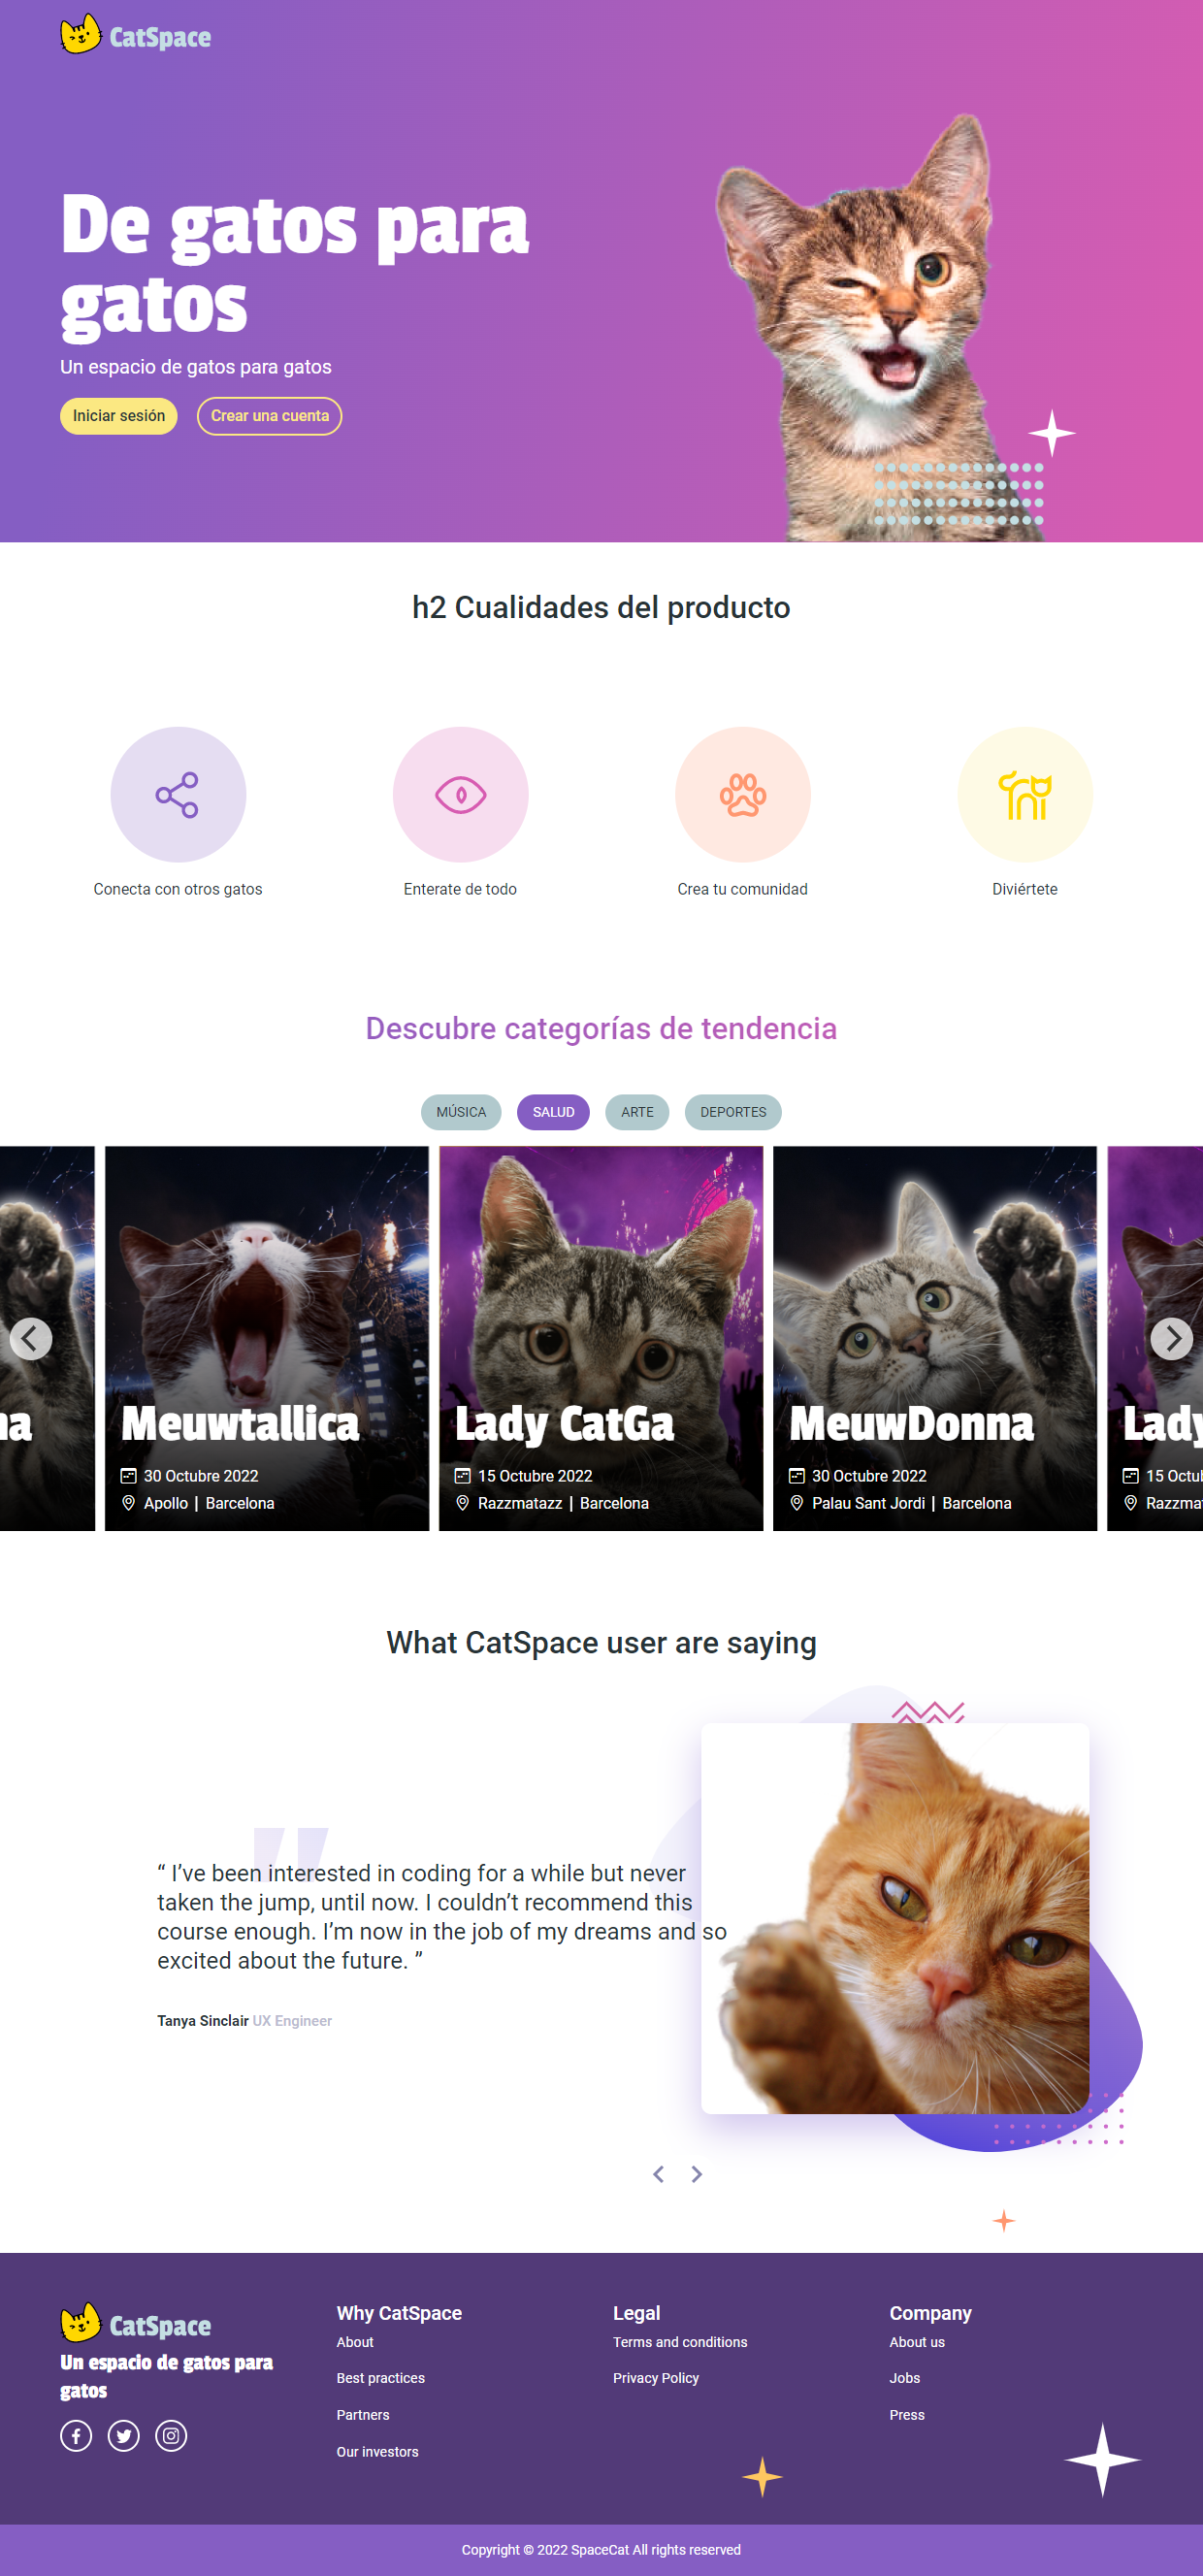 CatSpace
De gatos para
gatos
Un espacio de gatos para gatos
Iniciar sesión
Crear una cuenta
h2 Cualidades del producto
Conecta con otros gatos
Enterate de todo
Crea tu comunidad
Diviértete
Descubre categorías de tendencia
MÚSICA
SALUD
ARTE
DEPORTES
Meuwtallica
30 Octubre 2022
Apollo | Barcelona
Lady CatGa
15 Octubre 2022
Razzmatazz | Barcelona
MeuwDonna
30 Octubre 2022
Palau Sant Jordi | Barcelona
Lady
15 Octub
Razzmat
What CatSpace user are saying
“ I’ve been interested in coding for a while but never
taken the jump, until now. I couldn’t recommend this
course enough. I’m now in the job of my dreams and so
excited about the future. ”
Tanya Sinclair UX Engineer
CatSpace
Un espacio de gatos para
gatos
Why CatSpace
About
Best practices
Partners
Our investors
Legal
Terms and conditions
Privacy Policy
Company
About us
Jobs
Press
Copyright © 2022 SpaceCat All rights reserved